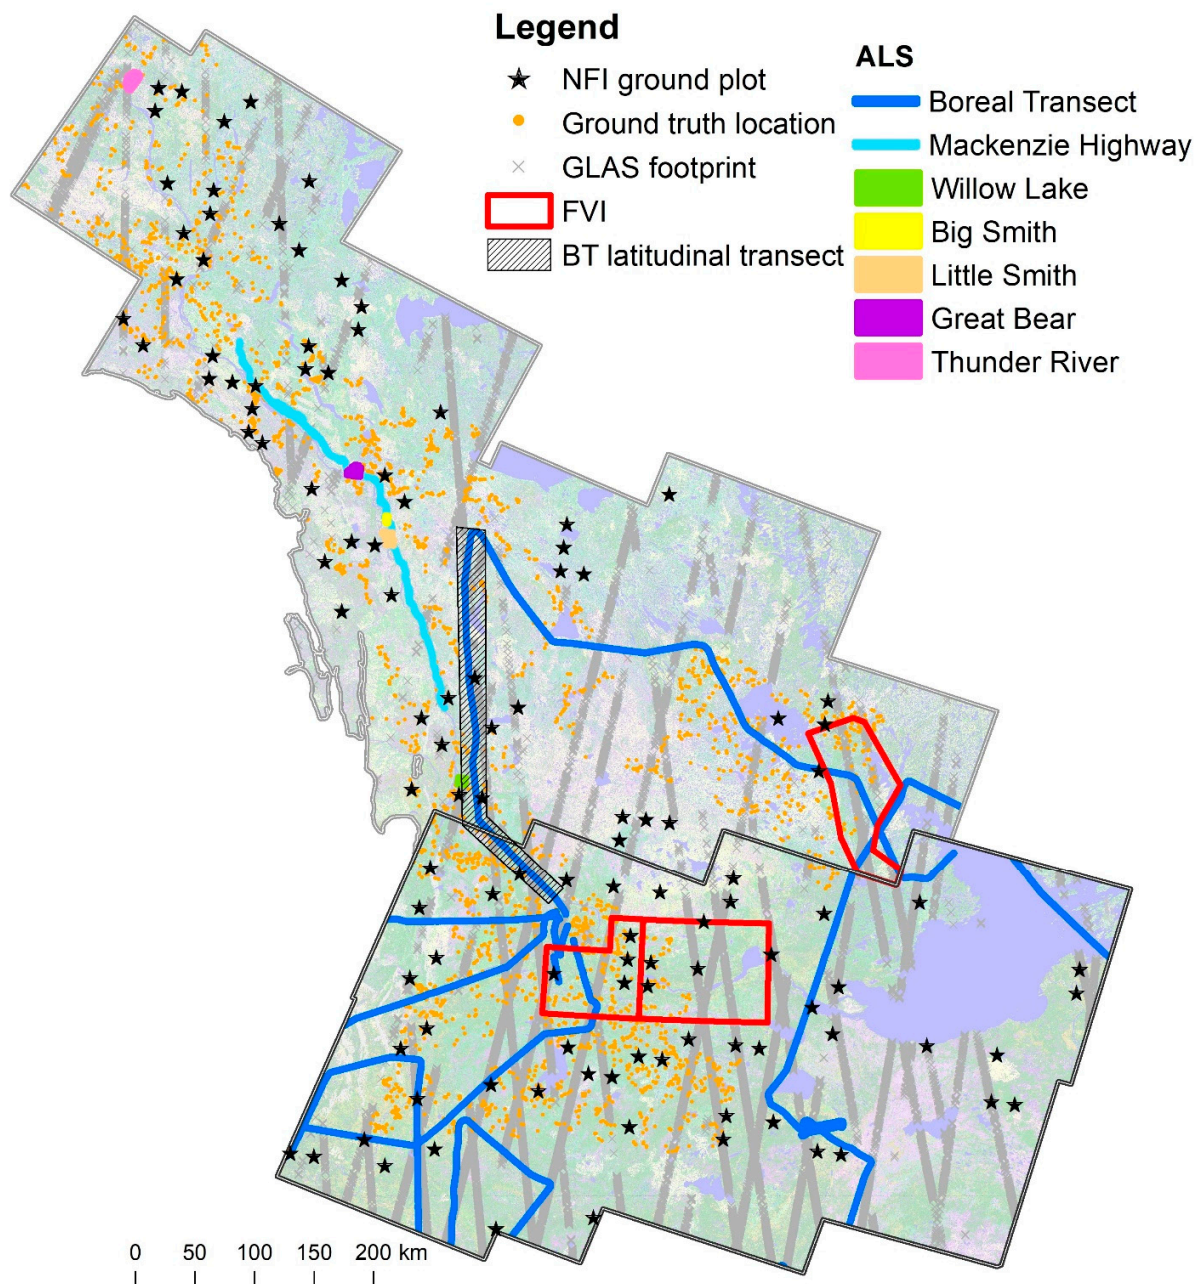 Legend
NFI ground plot
Ground truth location
GLAS footprint
FVI
BT latitudinal transect
ALS
Boreal Transect
Mackenzie Highway
Willow Lake
Big Smith
Little Smith
Great Bear
Thunder River
0 50 100 150 200 km